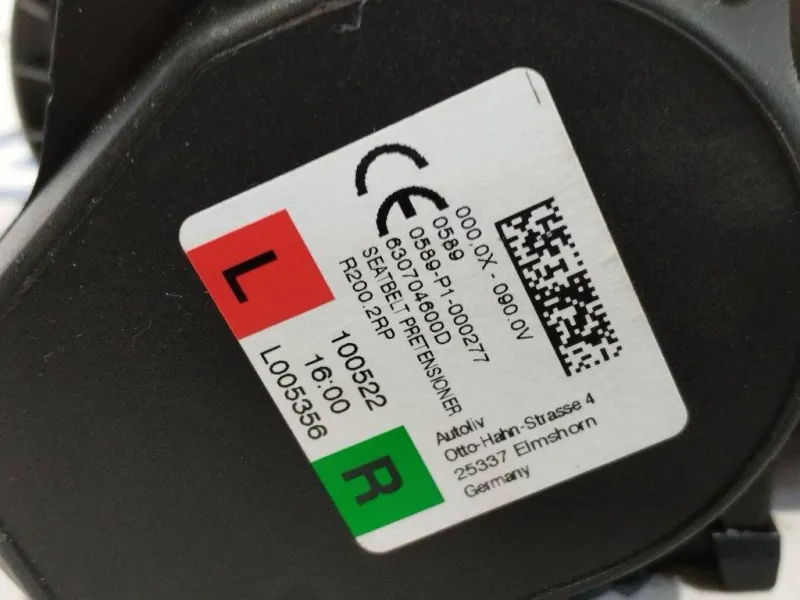 CE
0589
000.0X - 090.0V
0589-P1-000277
630704600D
SEATBELT PRETENSIONER
R200.2RP
L
100522
16:00
L005356
R
Autoliv
Otto-Hahn-Strasse 4
25337 Elmshorn
Germany